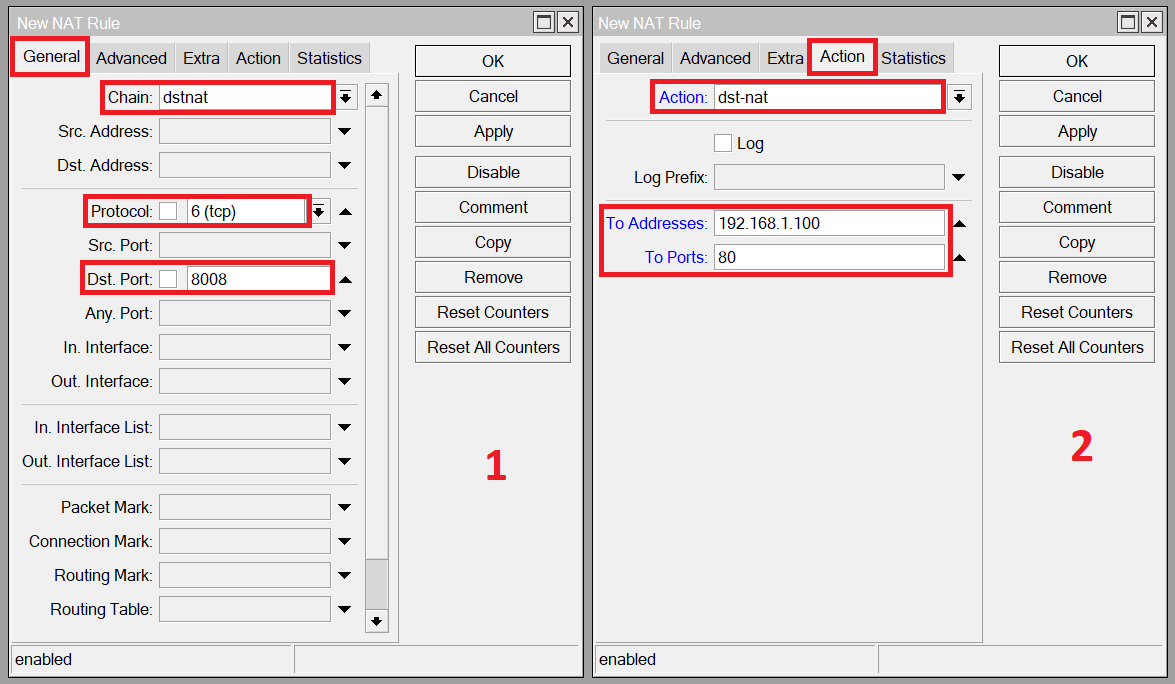 New NAT Rule
General Advanced Extra Action Statistics
Chain: dstnat
Src. Address:
Dst. Address:
Protocol: 6 (tcp)
Src. Port:
Dst. Port: 8008
Any. Port:
In. Interface:
Out. Interface:
In. Interface List:
Out. Interface List:
Packet Mark:
Connection Mark:
Routing Mark:
Routing Table:
OK
Cancel
Apply
Disable
Comment
Copy
Remove
Reset Counters
Reset All Counters
1
enabled
New NAT Rule
General Advanced Extra Action Statistics
Action: dst-nat
Log
Log Prefix:
To Addresses: 192.168.1.100
To Ports: 80
OK
Cancel
Apply
Disable
Comment
Copy
Remove
Reset Counters
Reset All Counters
2
enabled